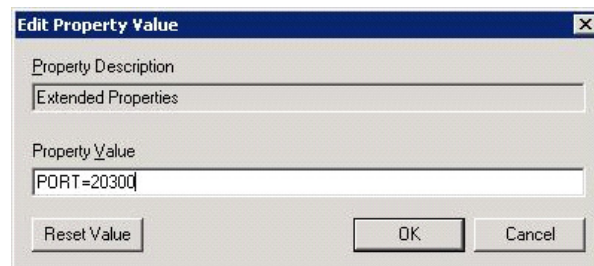 Edit Property Value
Property Description
Extended Properties
Property Value
PORT=20300
Reset Value OK Cancel